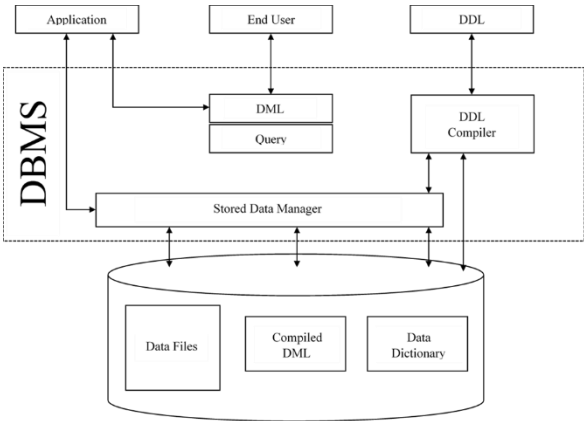 Application
End User
DDL
DBMS
DML
Query
DDL
Compiler
Stored Data Manager
Data Files
Compiled
DML
Data
Dictionary